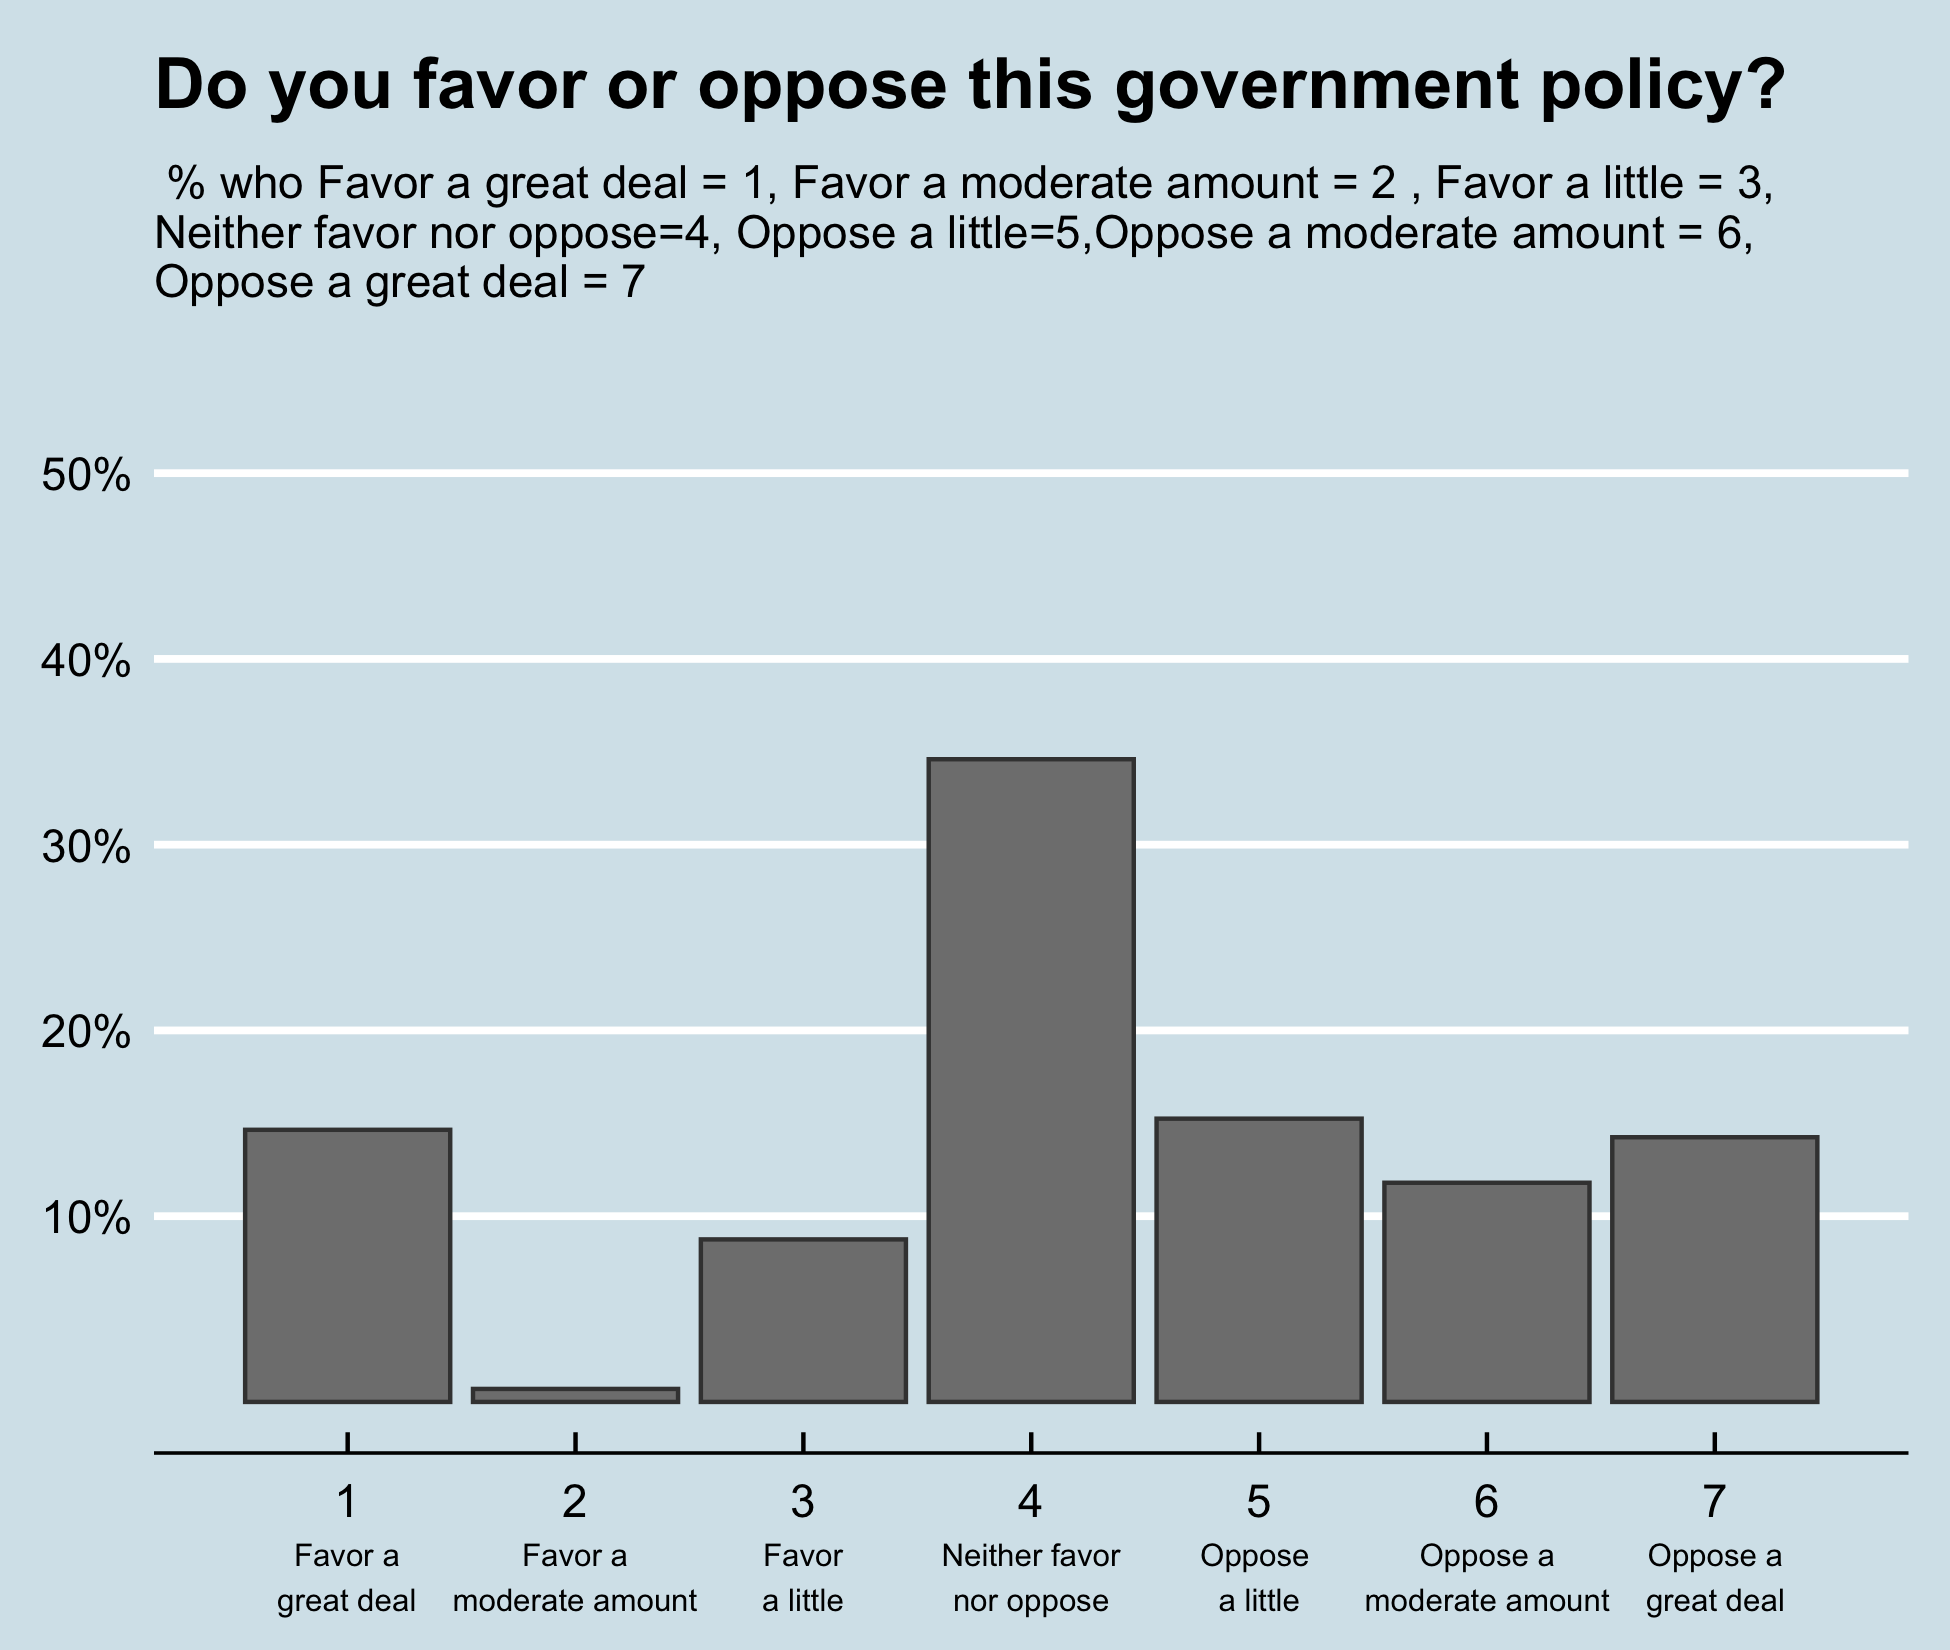 Do you favor or oppose this government policy?
% who Favor a great deal = 1, Favor a moderate amount = 2 , Favor a little = 3,
Neither favor nor oppose=4, Oppose a little=5,Oppose a moderate amount = 6,
Oppose a great deal = 7
50%
40%
30%
20%
10%
1 2 3 4 5 6 7
Favor a Favor a Favor Neither favor Oppose Oppose a Oppose a
great deal moderate amount a little nor oppose a little moderate amount great deal